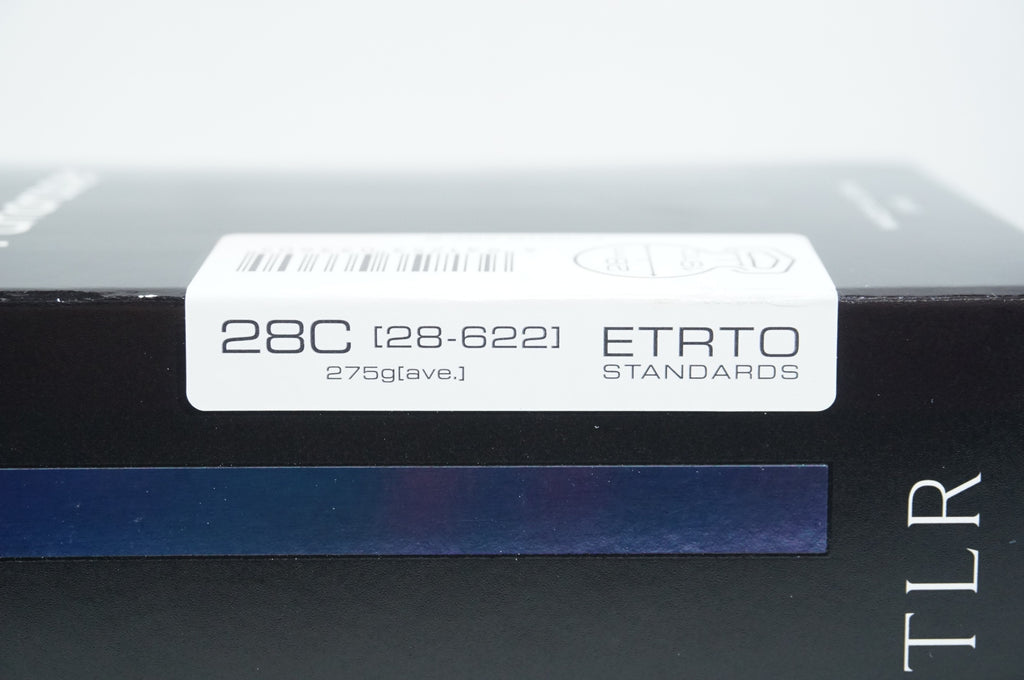 28C [28-622]
275g[ave.]
ETRTO
STANDARDS
TLR